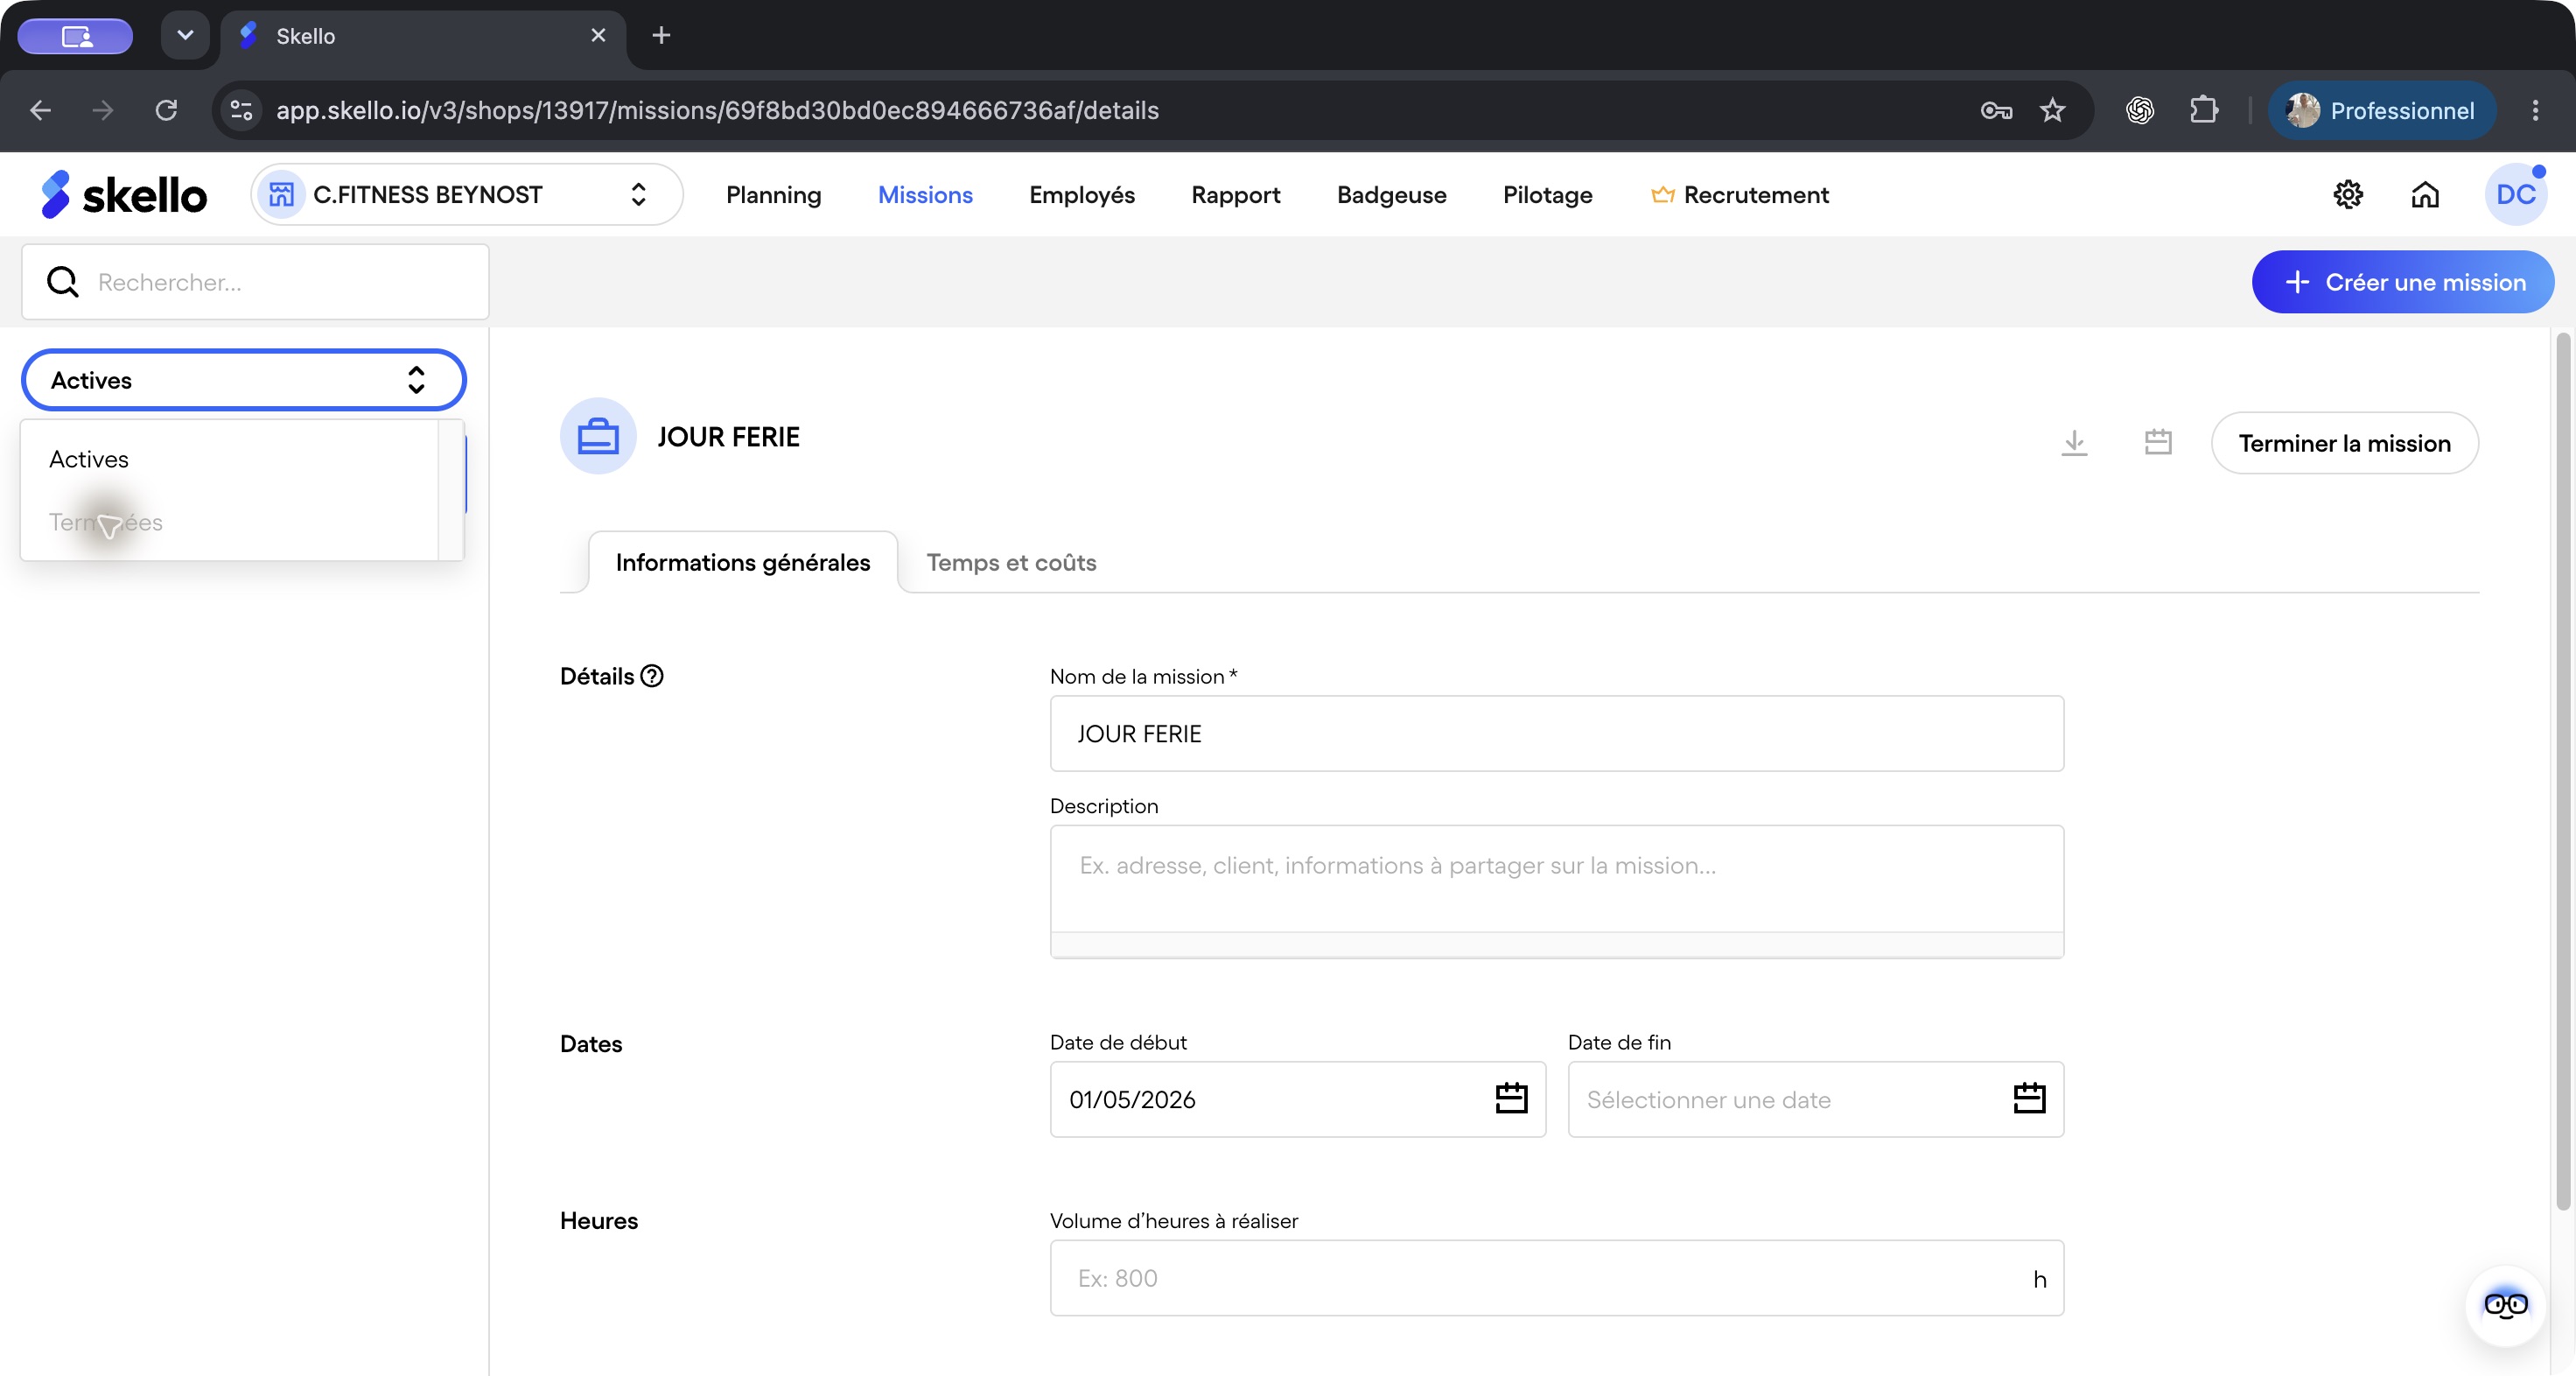 Skello
app.skello.io/v3/shops/13917/missions/69f8bd30bd0ec894666736af/details
Professionnel
skello
C.FITNESS BEYNOST
Planning
Missions
Employés
Rapport
Badgeuse
Pilotage
Recrutement
DC
Rechercher...
Créer une mission
Actives
Actives
Terminées
JOUR FERIE
Terminer la mission
Informations générales
Temps et coûts
Détails
Nom de la mission *
JOUR FERIE
Description
Ex. adresse, client, informations à partager sur la mission...
Dates
Date de début
Date de fin
01/05/2026
Sélectionner une date
Heures
Volume d’heures à réaliser
Ex: 800
h